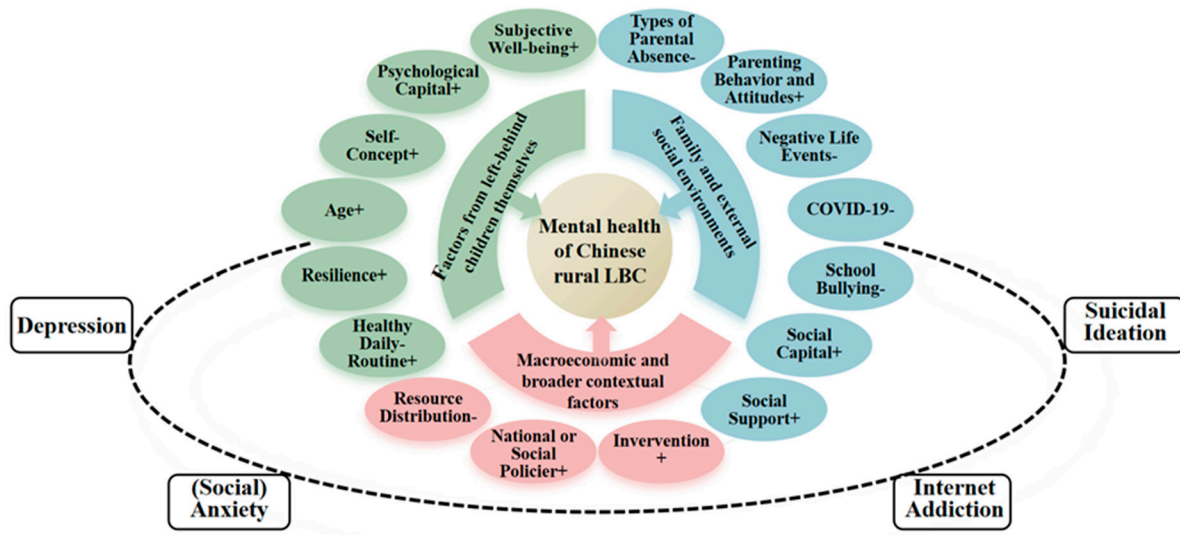 Subjective
Well-being+
Types of
Parental
Absence-
Psychological
Capital+
Parenting
Behavior and
Attitudes+
Self-
Concept+
Negative Life
Events-
Factors from left-behind
children themselves
Family and external
social environments
Age+
COVID-19-
Mental health
of Chinese
rural LBC
Resilience+
School
Bullying-
Depression
Suicidal
Ideation
Healthy
Daily-
Routine+
Social
Capital+
Macroeconomic and
broader contextual
factors
Resource
Distribution-
Social
Support+
National or
Social
Policier+
Invervention
+
(Social)
Anxiety
Internet
Addiction